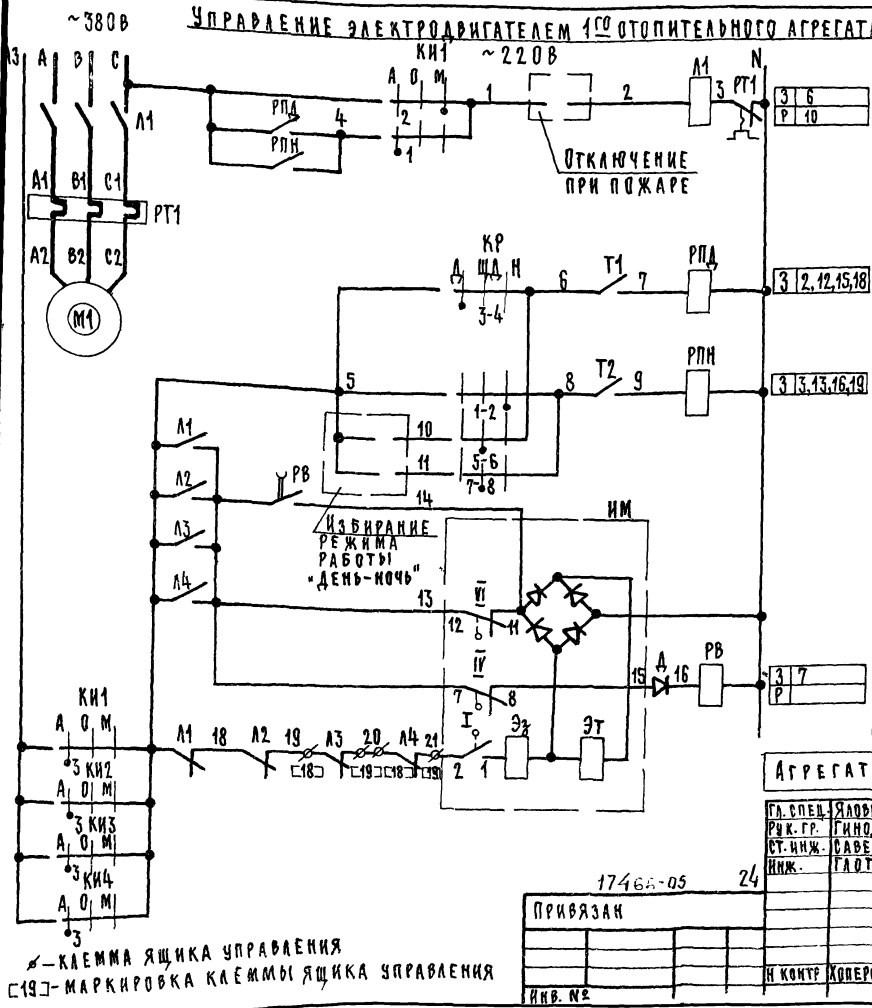 Управление электродвигателем 1го отопительного агрегата
~380В
КИ1 ~220В
Л3 А В С
N
А О М
1
2
Л1
3 РТ1
З 6
Р 10
Л1
РПД
4
2
РПН
1
Отключение
при пожаре
А1 В1 С1
РТ1
А2 В2 С2
М1
КР
Д ЩД Н
3-4
6
Т1
7
РПД
З 2,12,15,18
5
1-2
8
Т2
9
РПН
З 3,13,16,19
10
5-6
11
7-8
Л1
Л2
РВ
14
Избирание
режима
работы
"день-ночь"
ИМ
Л3
Л4
13
VI
12
11
IV
7
8
15
Д
16
РВ
З 7
Р
КИ1
А О М
3
Л1
18
Л2
19
[18]
Л3
20
[19]
[18]
Л4
21
[19]
I
2
1
Эз
Эт
КИ2
А О М
3
КИ3
А О М
3
КИ4
А О М
3
Агрегат
Гл. спец.
Рук. гр.
Ст. инж.
Инж.
Н контр
1746А-05 24
Привязан
Инв. №
ø-клемма ящика управления
[19]-маркировка клеммы ящика управления